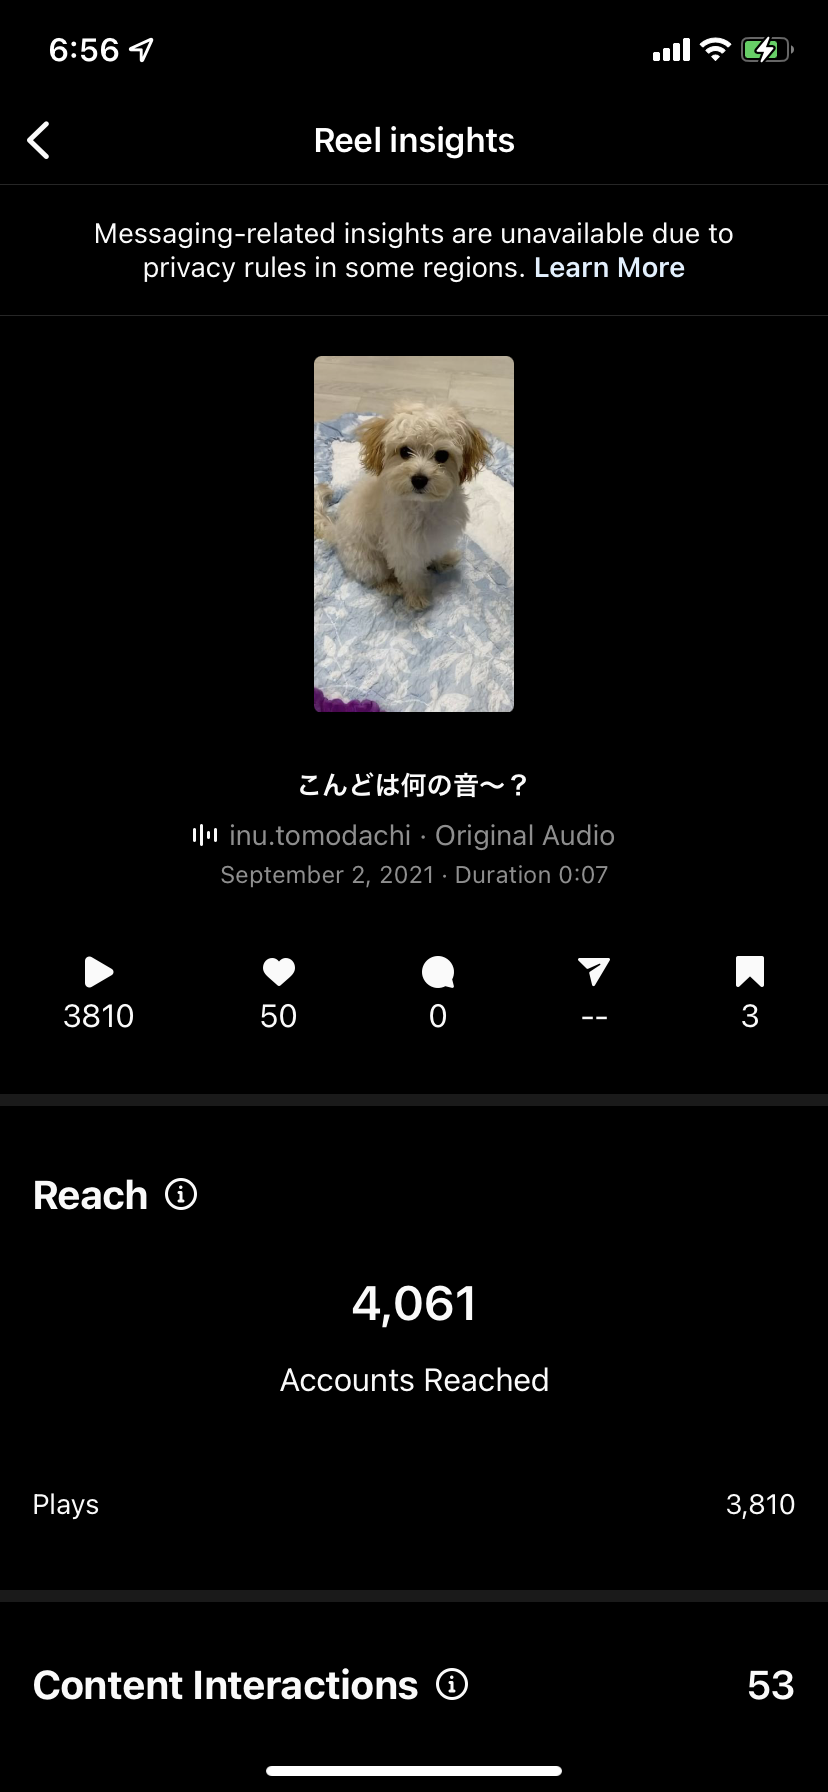 6:56
Reel insights
Messaging-related insights are unavailable due to
privacy rules in some regions. Learn More
こんどは何の音〜？
inu.tomodachi · Original Audio
September 2, 2021 · Duration 0:07
3810 50 0 -- 3
Reach
4,061
Accounts Reached
Plays 3,810
Content Interactions 53